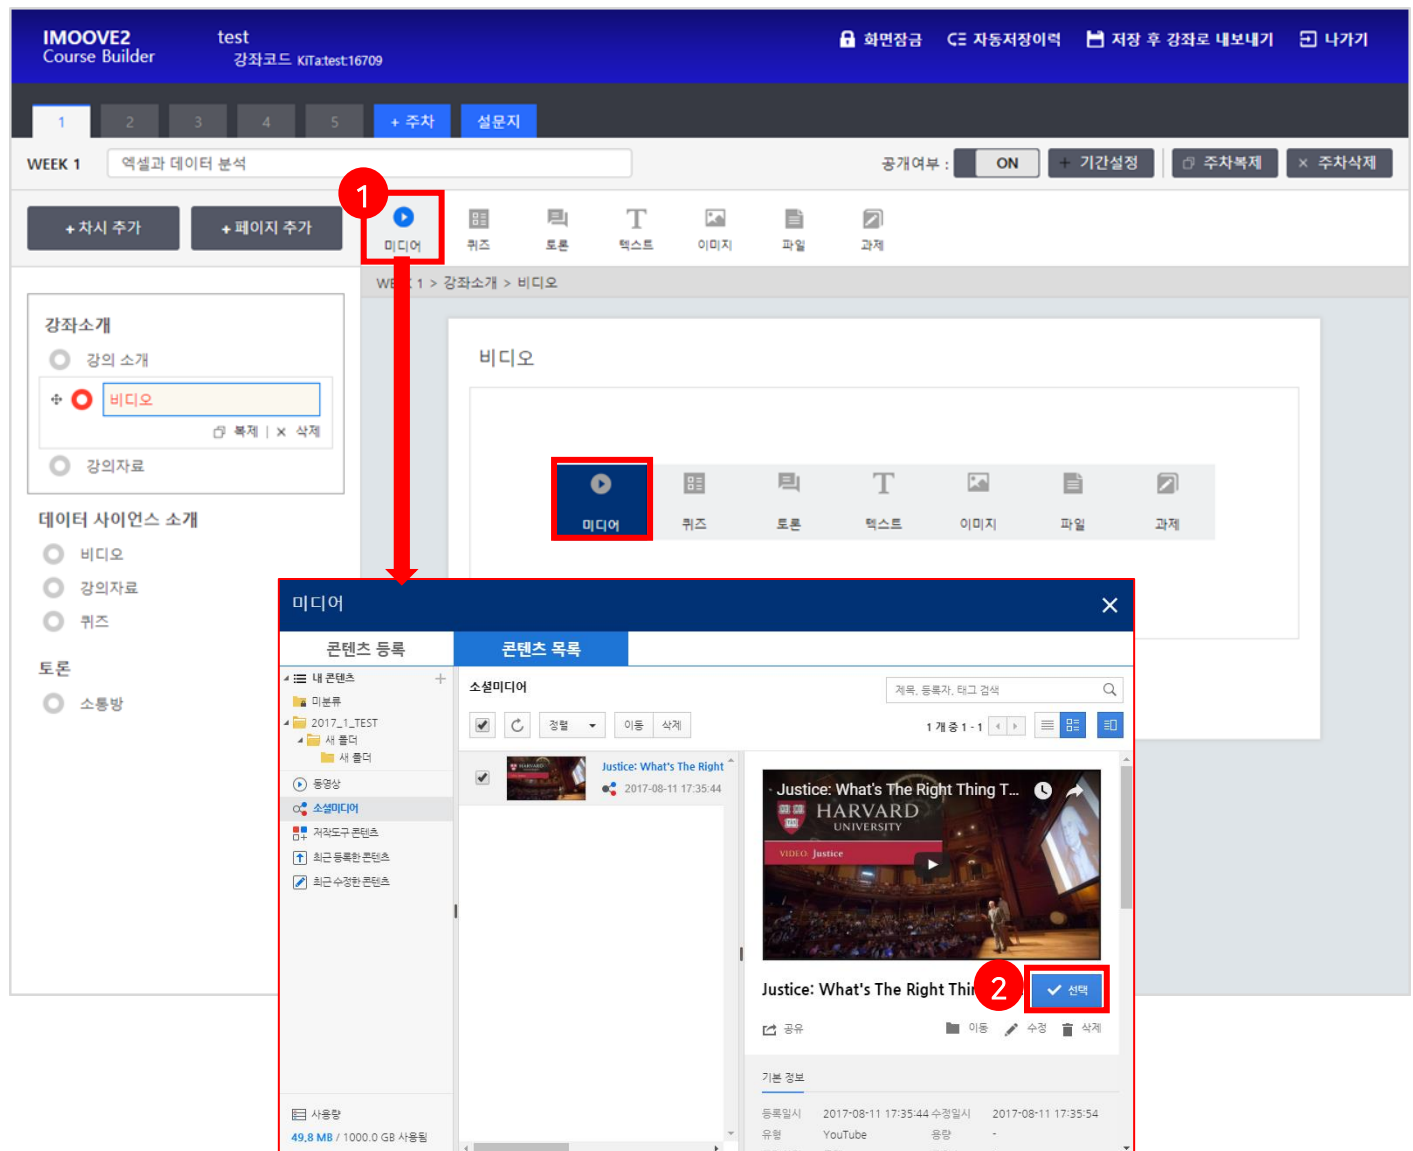 IMOOVE2
Course Builder
test
강좌코드 KiTa:test:16709
화면잠금
자동저장이력
저장 후 강좌로 내보내기
나가기
1
2
3
4
5
+ 주차
설문지
WEEK 1
엑셀과 데이터 분석
공개여부 :
ON
+ 기간설정
주차복제
× 주차삭제
1
+ 차시 추가
+ 페이지 추가
미디어
퀴즈
토론
텍스트
이미지
파일
과제
1 > 강좌소개 > 비디오
강좌소개
강의 소개
비디오
복제 | × 삭제
강의자료
데이터 사이언스 소개
비디오
강의자료
퀴즈
토론
소통방
비디오
미디어
퀴즈
토론
텍스트
이미지
파일
과제
미디어
콘텐츠 등록
콘텐츠 목록
내 콘텐츠
미분류
2017_1_TEST
새 폴더
새 폴더
동영상
소셜미디어
저작도구 콘텐츠
최근 등록한 콘텐츠
최근 수정한 콘텐츠
사용량
49.8 MB / 1000.0 GB 사용됨
소셜미디어
제목, 등록자, 태그 검색
정렬
이동
삭제
1 개 중 1 - 1
Justice: What's The Right
2017-08-11 17:35:44
Justice: What's The Right Thing T...
HARVARD
UNIVERSITY
VIDEO: Justice
Justice: What's The Right Thi
2
선택
공유
이동
수정
삭제
기본 정보
등록일시 2017-08-11 17:35:44 수정일시 2017-08-11 17:35:54
유형 YouTube 용량 -